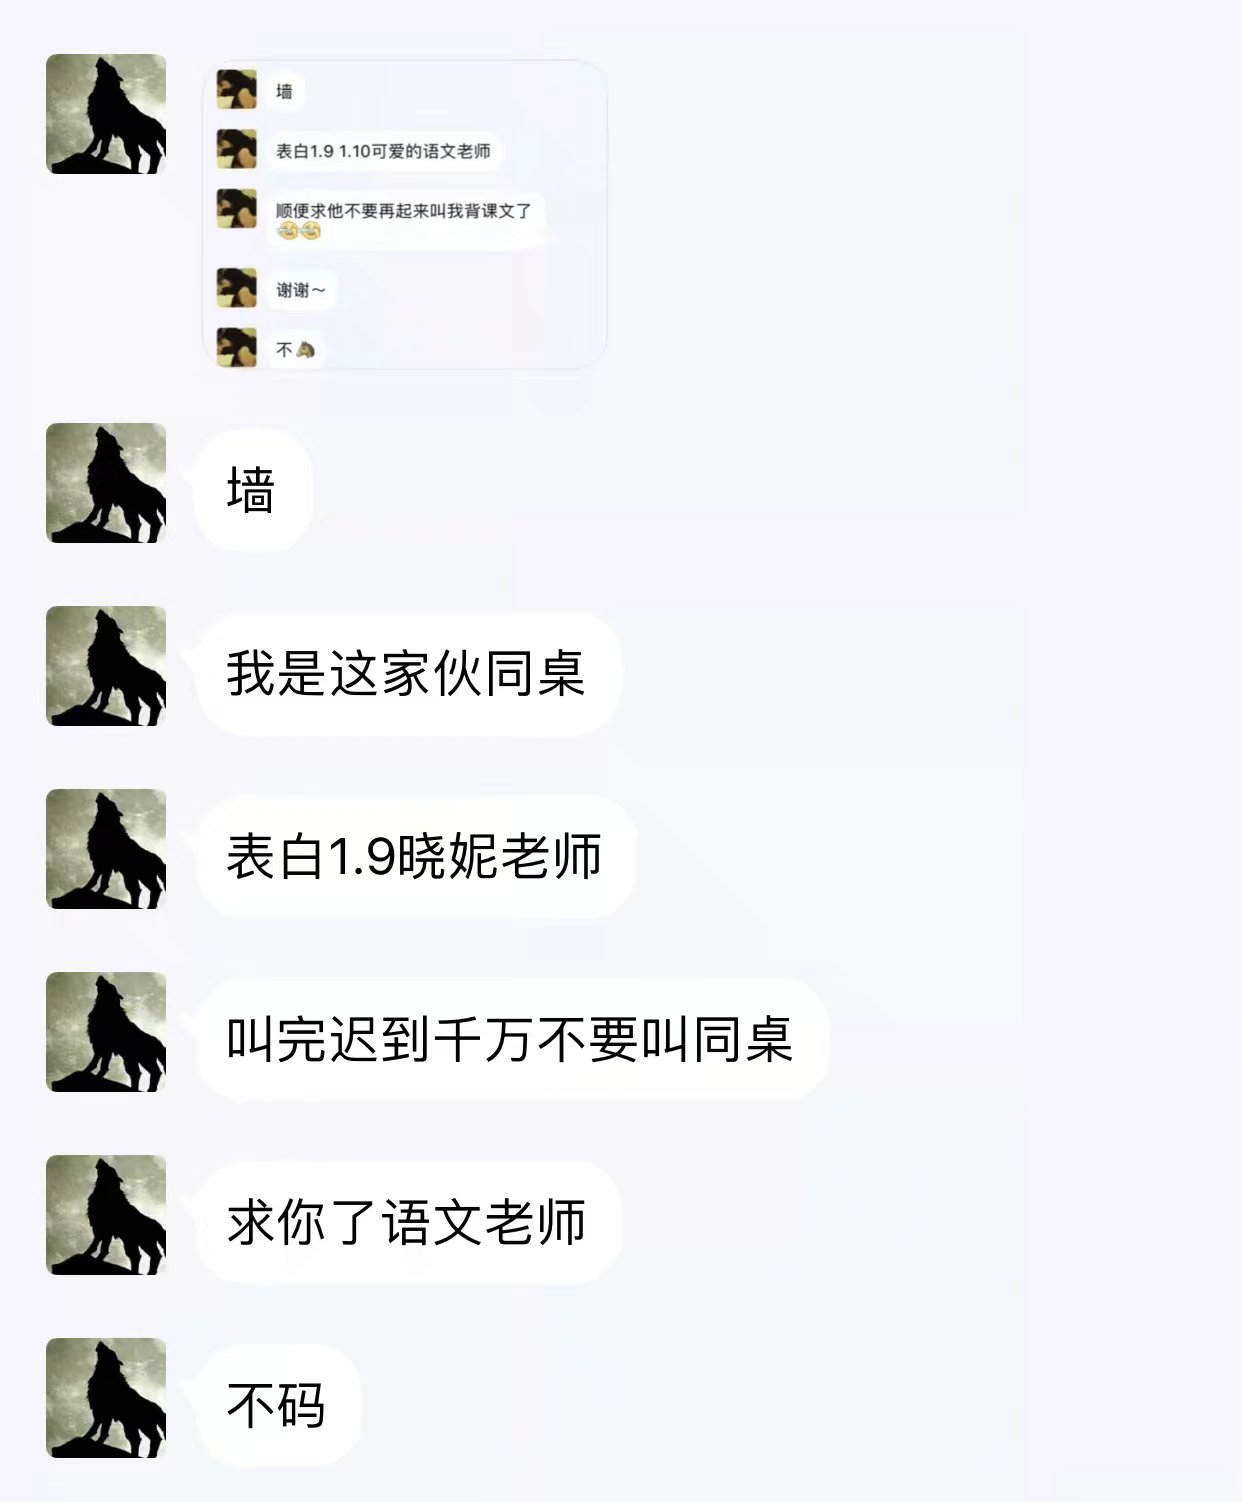 墙
表白1.9 1.10可爱的语文老师
顺便求他不要再起来叫我背课文了
😂😂
谢谢～
不🐴
墙
我是这家伙同桌
表白1.9晓妮老师
叫完迟到千万不要叫同桌
求你了语文老师
不码